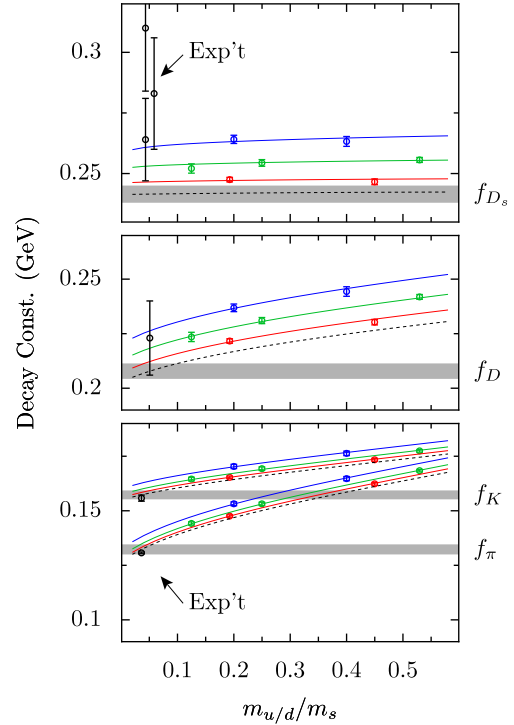 0.3
Exp't
0.25
f_{D_s}
0.25
0.2
f_D
Decay Const. (GeV)
f_K
0.15
f_π
Exp't
0.1
0.1 0.2 0.3 0.4 0.5
m_{u/d}/m_s